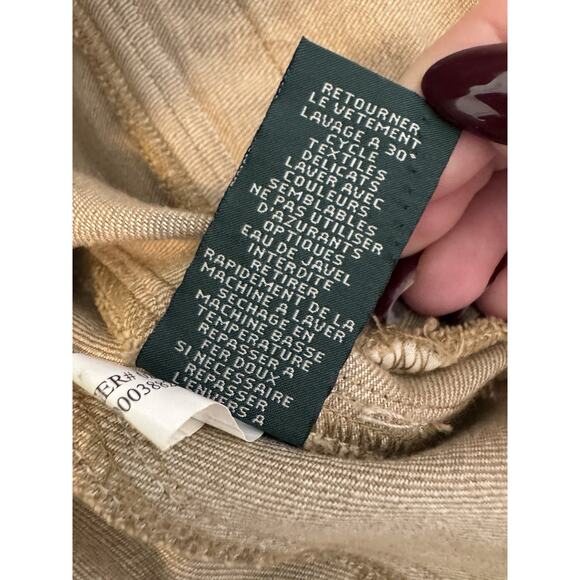 RETOURNER
LE VETEMENT
LAVAGE A 30°
CYCLE
TEXTILES
DELICATS
LAVER AVEC
COULEURS
SEMBLABLES
NE PAS UTILISER
D'AZURANTS
OPTIQUES
EAU DE JAVEL
INTERDITE
RETIRER
RAPIDEMENT DE LA
MACHINE A LAVER
SECHAGE EN
MACHINE BASSE
TEMPERATURE
REPASSER A
FER DOUX
SI NECESSAIRE
REPASSER
L'ENVERS A